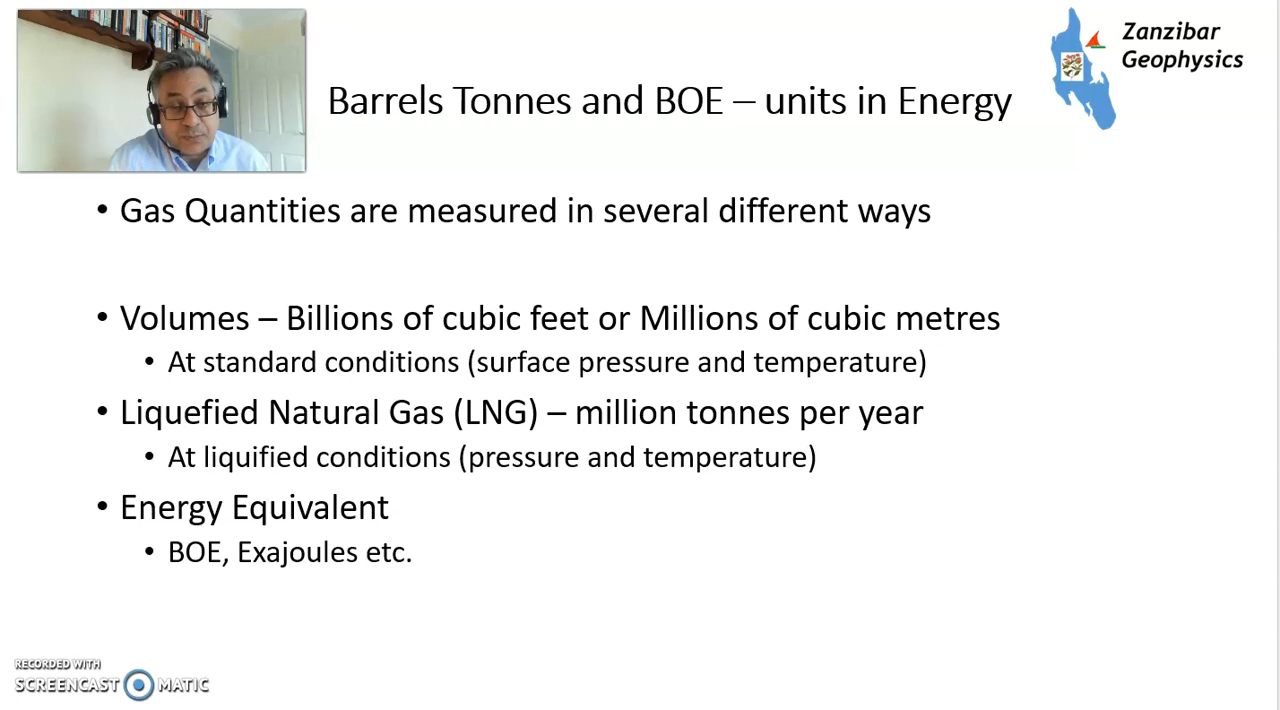 Zanzibar
Geophysics
Barrels Tonnes and BOE – units in Energy
• Gas Quantities are measured in several different ways
• Volumes – Billions of cubic feet or Millions of cubic metres
• At standard conditions (surface pressure and temperature)
• Liquefied Natural Gas (LNG) – million tonnes per year
• At liquified conditions (pressure and temperature)
• Energy Equivalent
• BOE, Exajoules etc.
RECORDED WITH
SCREENCAST MATIC